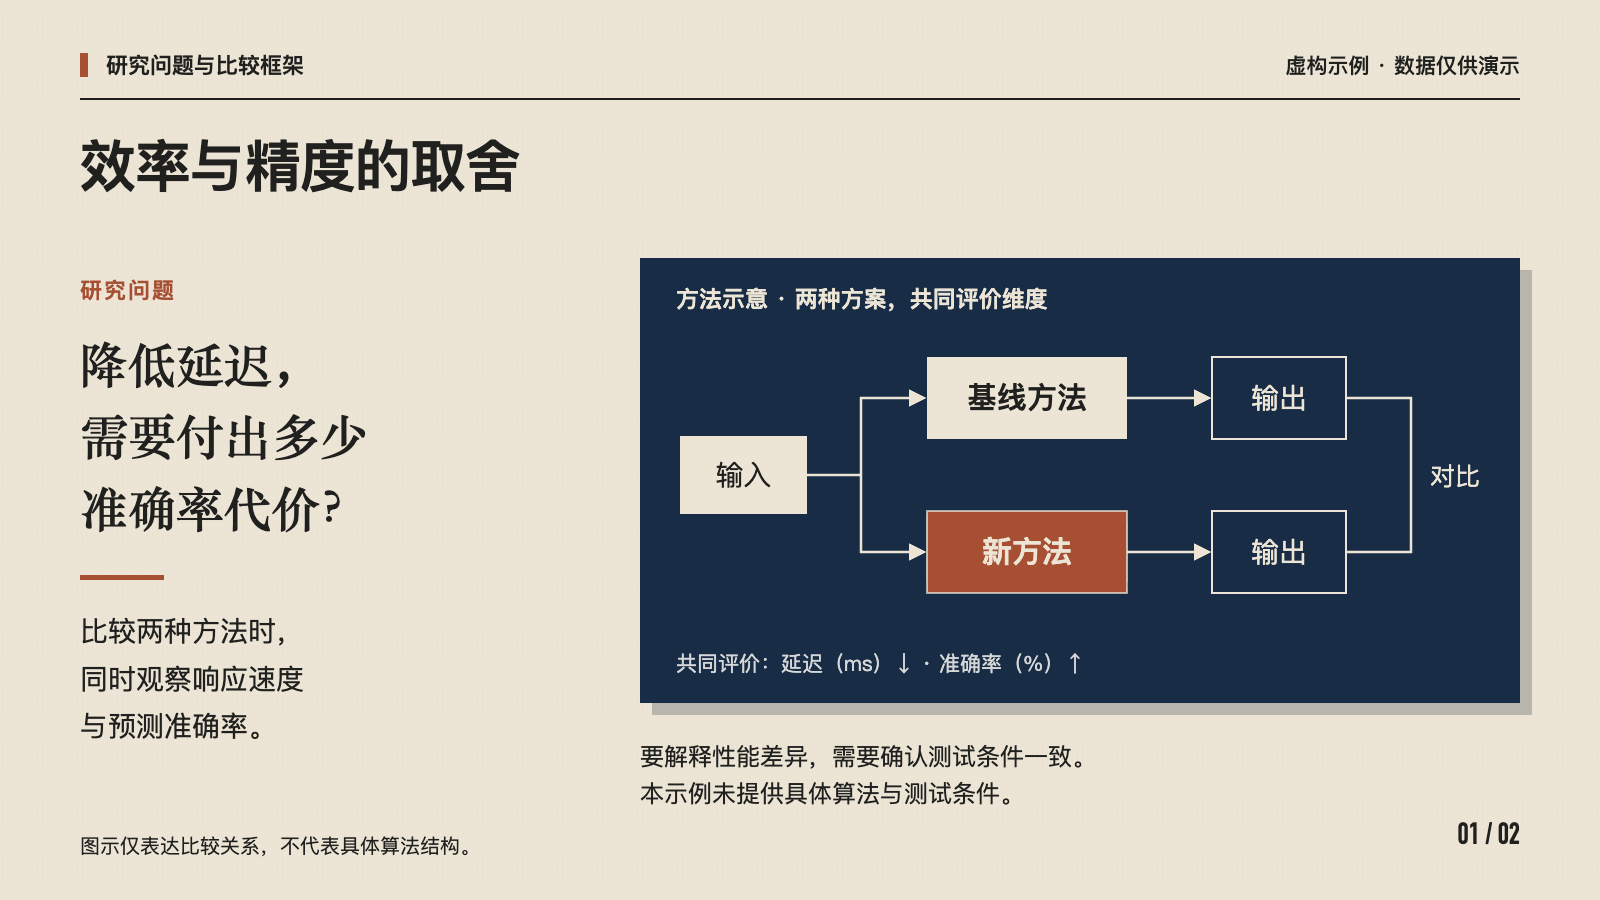 研究问题与比较框架
虚构示例 · 数据仅供演示
效率与精度的取舍
研究问题
降低延迟，
需要付出多少
准确率代价？
比较两种方法时，
同时观察响应速度
与预测准确率。
图示仅表达比较关系，不代表具体算法结构。
方法示意 · 两种方案，共同评价维度
输入
基线方法
输出
新方法
输出
对比
共同评价：延迟（ms）↓ · 准确率（%）↑
要解释性能差异，需要确认测试条件一致。
本示例未提供具体算法与测试条件。
01 / 02